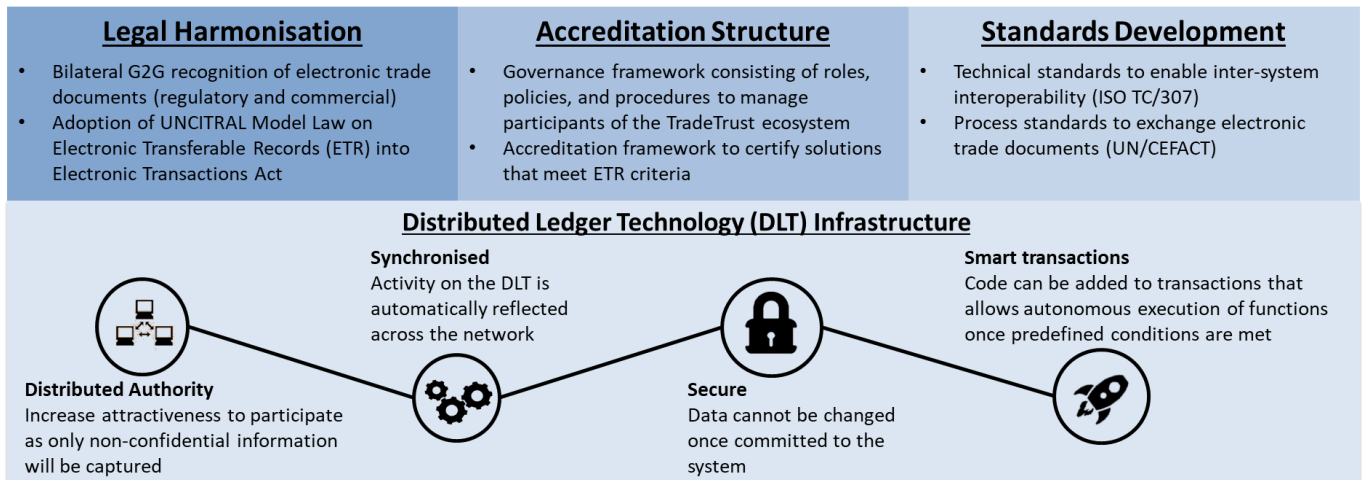 Legal Harmonisation
• Bilateral G2G recognition of electronic trade
documents (regulatory and commercial)
• Adoption of UNCITRAL Model Law on
Electronic Transferable Records (ETR) into
Electronic Transactions Act
Accreditation Structure
• Governance framework consisting of roles,
policies, and procedures to manage
participants of the TradeTrust ecosystem
• Accreditation framework to certify solutions
that meet ETR criteria
Standards Development
• Technical standards to enable inter-system
interoperability (ISO TC/307)
• Process standards to exchange electronic
trade documents (UN/CEFACT)
Distributed Ledger Technology (DLT) Infrastructure
Distributed Authority
Increase attractiveness to participate
as only non-confidential information
will be captured
Synchronised
Activity on the DLT is
automatically reflected
across the network
Secure
Data cannot be changed
once committed to the
system
Smart transactions
Code can be added to transactions that
allows autonomous execution of functions
once predefined conditions are met